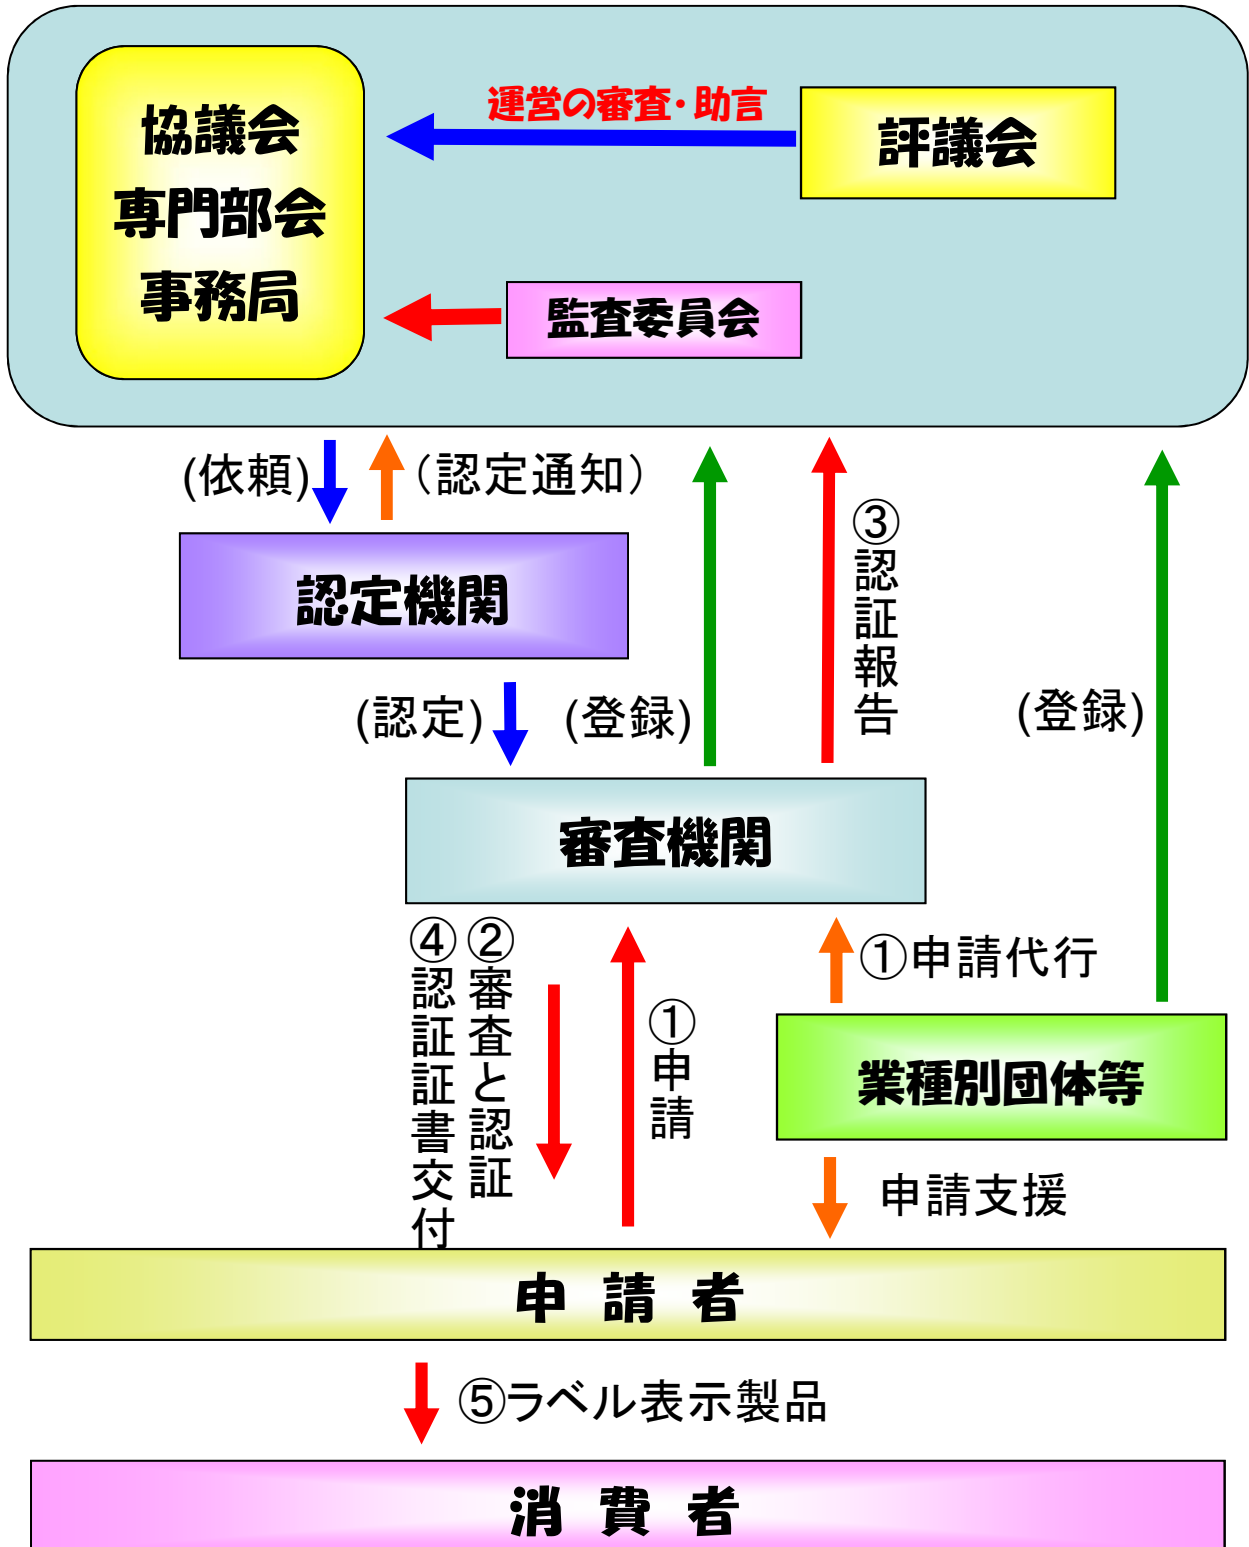 協議会
専門部会
事務局
運営の審査・助言
評議会
監査委員会
(依頼)
（認定通知）
認定機関
③認証報告
(認定)
(登録)
(登録)
審査機関
④認証証書交付
②審査と認証
①申請
①申請代行
業種別団体等
申請支援
申 請 者
⑤ラベル表示製品
消 費 者